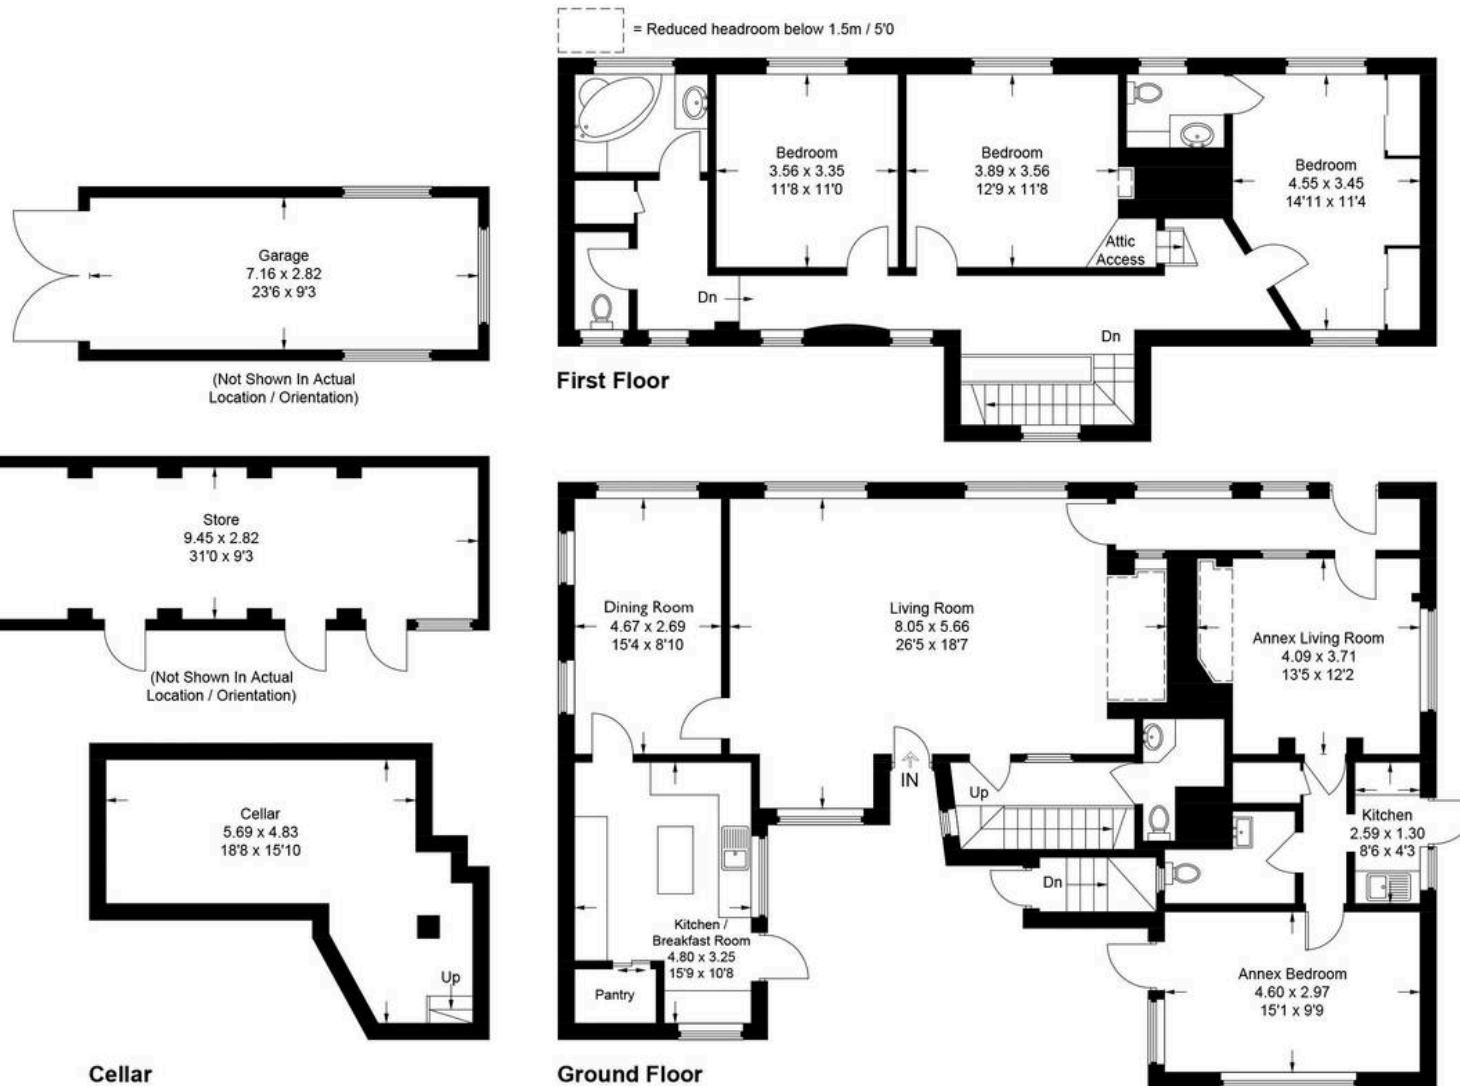 = Reduced headroom below 1.5m / 5'0
Bedroom
3.56 x 3.35
11'8 x 11'0
Bedroom
3.89 x 3.56
12'9 x 11'8
Bedroom
4.55 x 3.45
14'11 x 11'4
Attic
Access
Dn
Dn
First Floor
Garage
7.16 x 2.82
23'6 x 9'3
(Not Shown In Actual
Location / Orientation)
Store
9.45 x 2.82
31'0 x 9'3
(Not Shown In Actual
Location / Orientation)
Dining Room
4.67 x 2.69
15'4 x 8'10
Living Room
8.05 x 5.66
26'5 x 18'7
Annex Living Room
4.09 x 3.71
13'5 x 12'2
IN
Up
Kitchen
2.59 x 1.30
8'6 x 4'3
Dn
Kitchen /
Breakfast Room
4.80 x 3.25
15'9 x 10'8
Pantry
Annex Bedroom
4.60 x 2.97
15'1 x 9'9
Ground Floor
Cellar
5.69 x 4.83
18'8 x 15'10
Up
Cellar